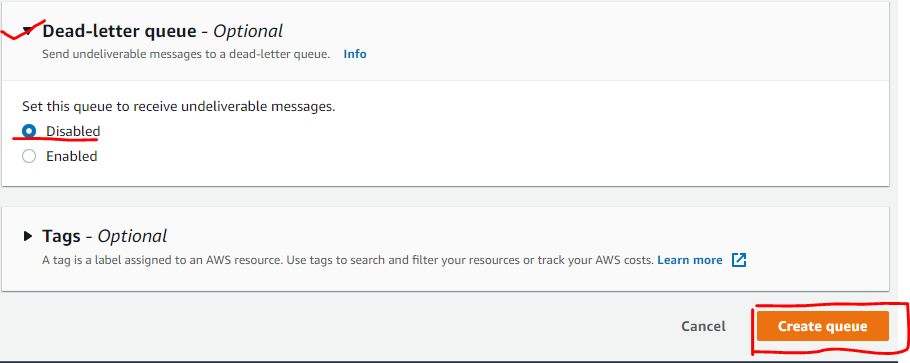 Dead-letter queue - Optional
Send undeliverable messages to a dead-letter queue. Info
Set this queue to receive undeliverable messages.
Disabled
Enabled
Tags - Optional
A tag is a label assigned to an AWS resource. Use tags to search and filter your resources or track your AWS costs. Learn more
Cancel Create queue